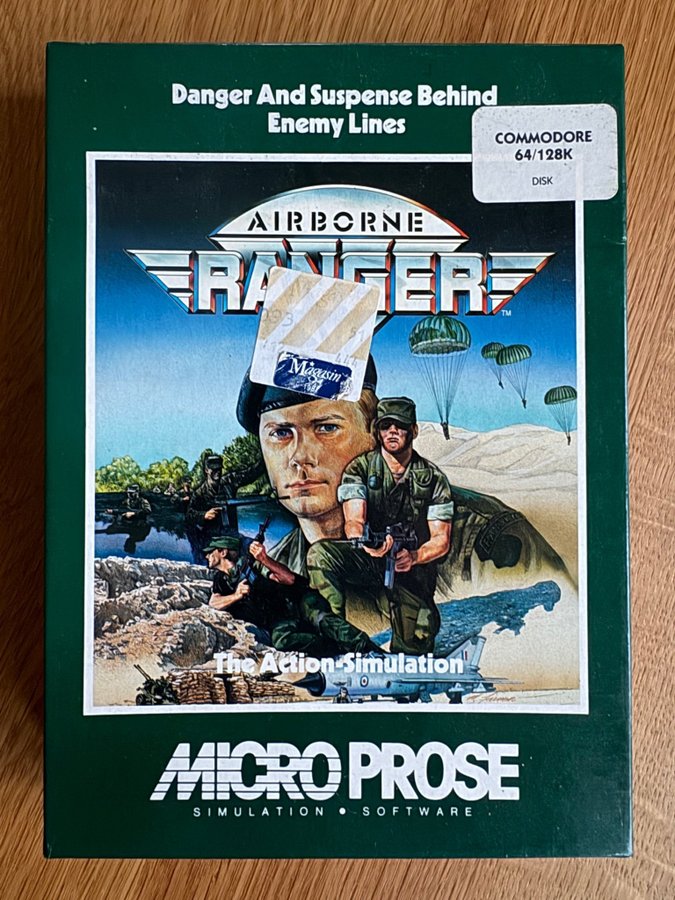 Danger And Suspense Behind
Enemy Lines
COMMODORE
64/128K
DISK
AIRBORNE
RANGER
TM
Magasin
The Action-Simulation
MICRO PROSE
SIMULATION • SOFTWARE